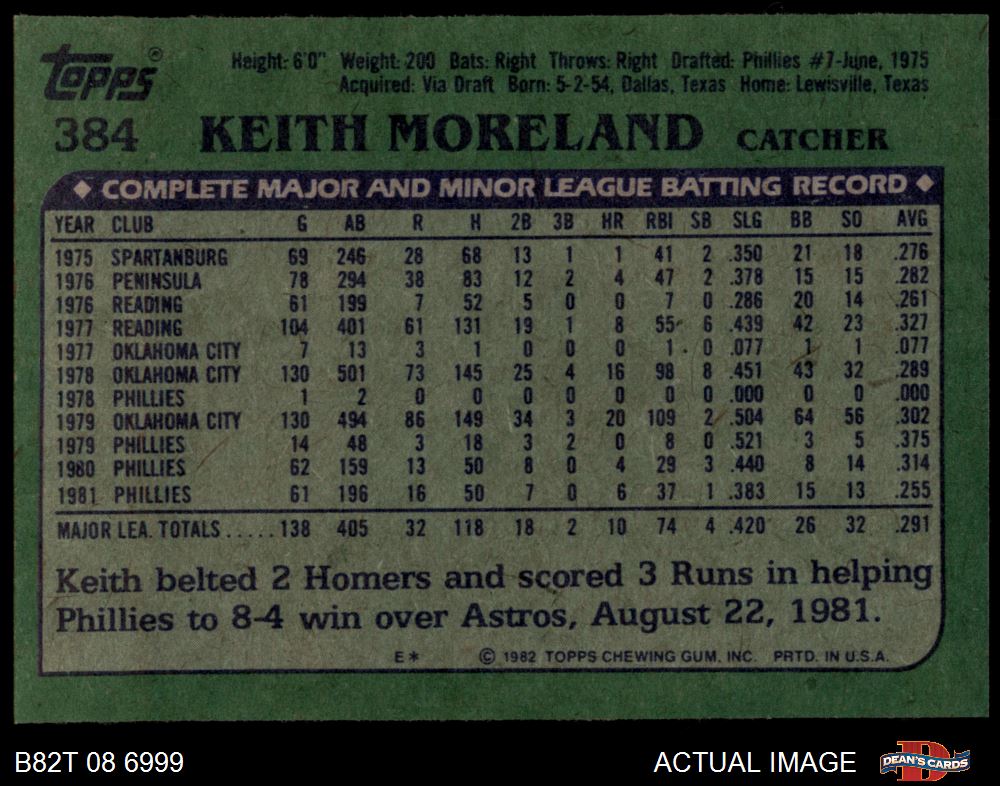 topps®
Height: 6'0" Weight: 200 Bats: Right Throws: Right Drafted: Phillies #7-June, 1975
Acquired: Via Draft Born: 5-2-54, Dallas, Texas Home: Lewisville, Texas
384 KEITH MORELAND CATCHER
◆ COMPLETE MAJOR AND MINOR LEAGUE BATTING RECORD ◆
YEAR CLUB G AB R H 2B 3B HR RBI SB SLG BB SO AVG
1975 SPARTANBURG 69 246 28 68 13 1 1 41 2 .350 21 18 .276
1976 PENINSULA 78 294 38 83 12 2 4 47 2 .378 15 15 .282
1976 READING 61 199 7 52 5 0 0 7 0 .286 20 14 .261
1977 READING 104 401 61 131 19 1 8 55 6 .439 42 23 .327
1977 OKLAHOMA CITY 7 13 3 1 0 0 0 1 0 .077 1 1 .077
1978 OKLAHOMA CITY 130 501 73 145 25 4 16 98 8 .451 43 32 .289
1978 PHILLIES 1 2 0 0 0 0 0 0 0 .000 0 0 .000
1979 OKLAHOMA CITY 130 494 86 149 34 3 20 109 2 .504 64 56 .302
1979 PHILLIES 14 48 3 18 3 2 0 8 0 .521 3 5 .375
1980 PHILLIES 62 159 13 50 8 0 4 29 3 .440 8 14 .314
1981 PHILLIES 61 196 16 50 7 0 6 37 1 .383 15 13 .255
MAJOR LEA. TOTALS ..... 138 405 32 118 18 2 10 74 4 .420 26 32 .291
Keith belted 2 Homers and scored 3 Runs in helping
Phillies to 8-4 win over Astros, August 22, 1981.
E* © 1982 TOPPS CHEWING GUM, INC. PRTD. IN U.S.A.
B82T 08 6999 ACTUAL IMAGE DEAN'S CARDS